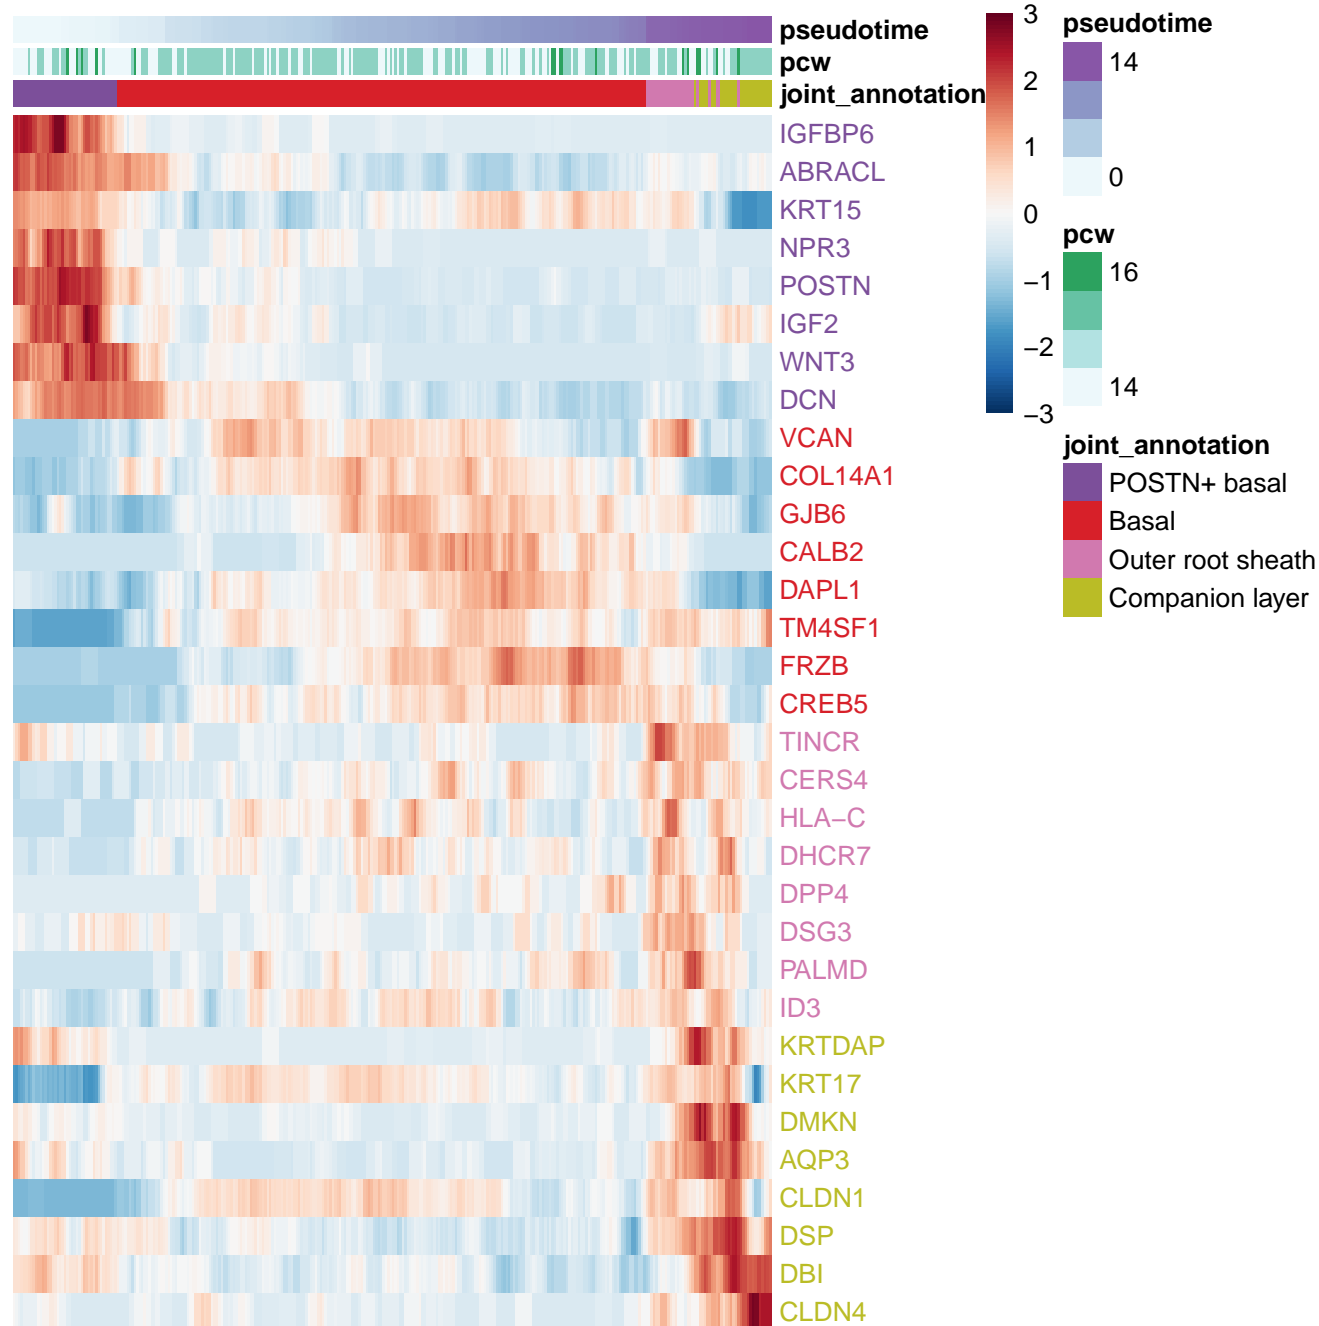 pseudotime
pcw
joint_annotation
IGFBP6
ABRACL
KRT15
NPR3
POSTN
IGF2
WNT3
DCN
VCAN
COL14A1
GJB6
CALB2
DAPL1
TM4SF1
FRZB
CREB5
TINCR
CERS4
HLA−C
DHCR7
DPP4
DSG3
PALMD
ID3
KRTDAP
KRT17
DMKN
AQP3
CLDN1
DSP
DBI
CLDN4
3
2
1
0
−1
−2
−3
pseudotime
14
0
pcw
16
14
joint_annotation
POSTN+ basal
Basal
Outer root sheath
Companion layer